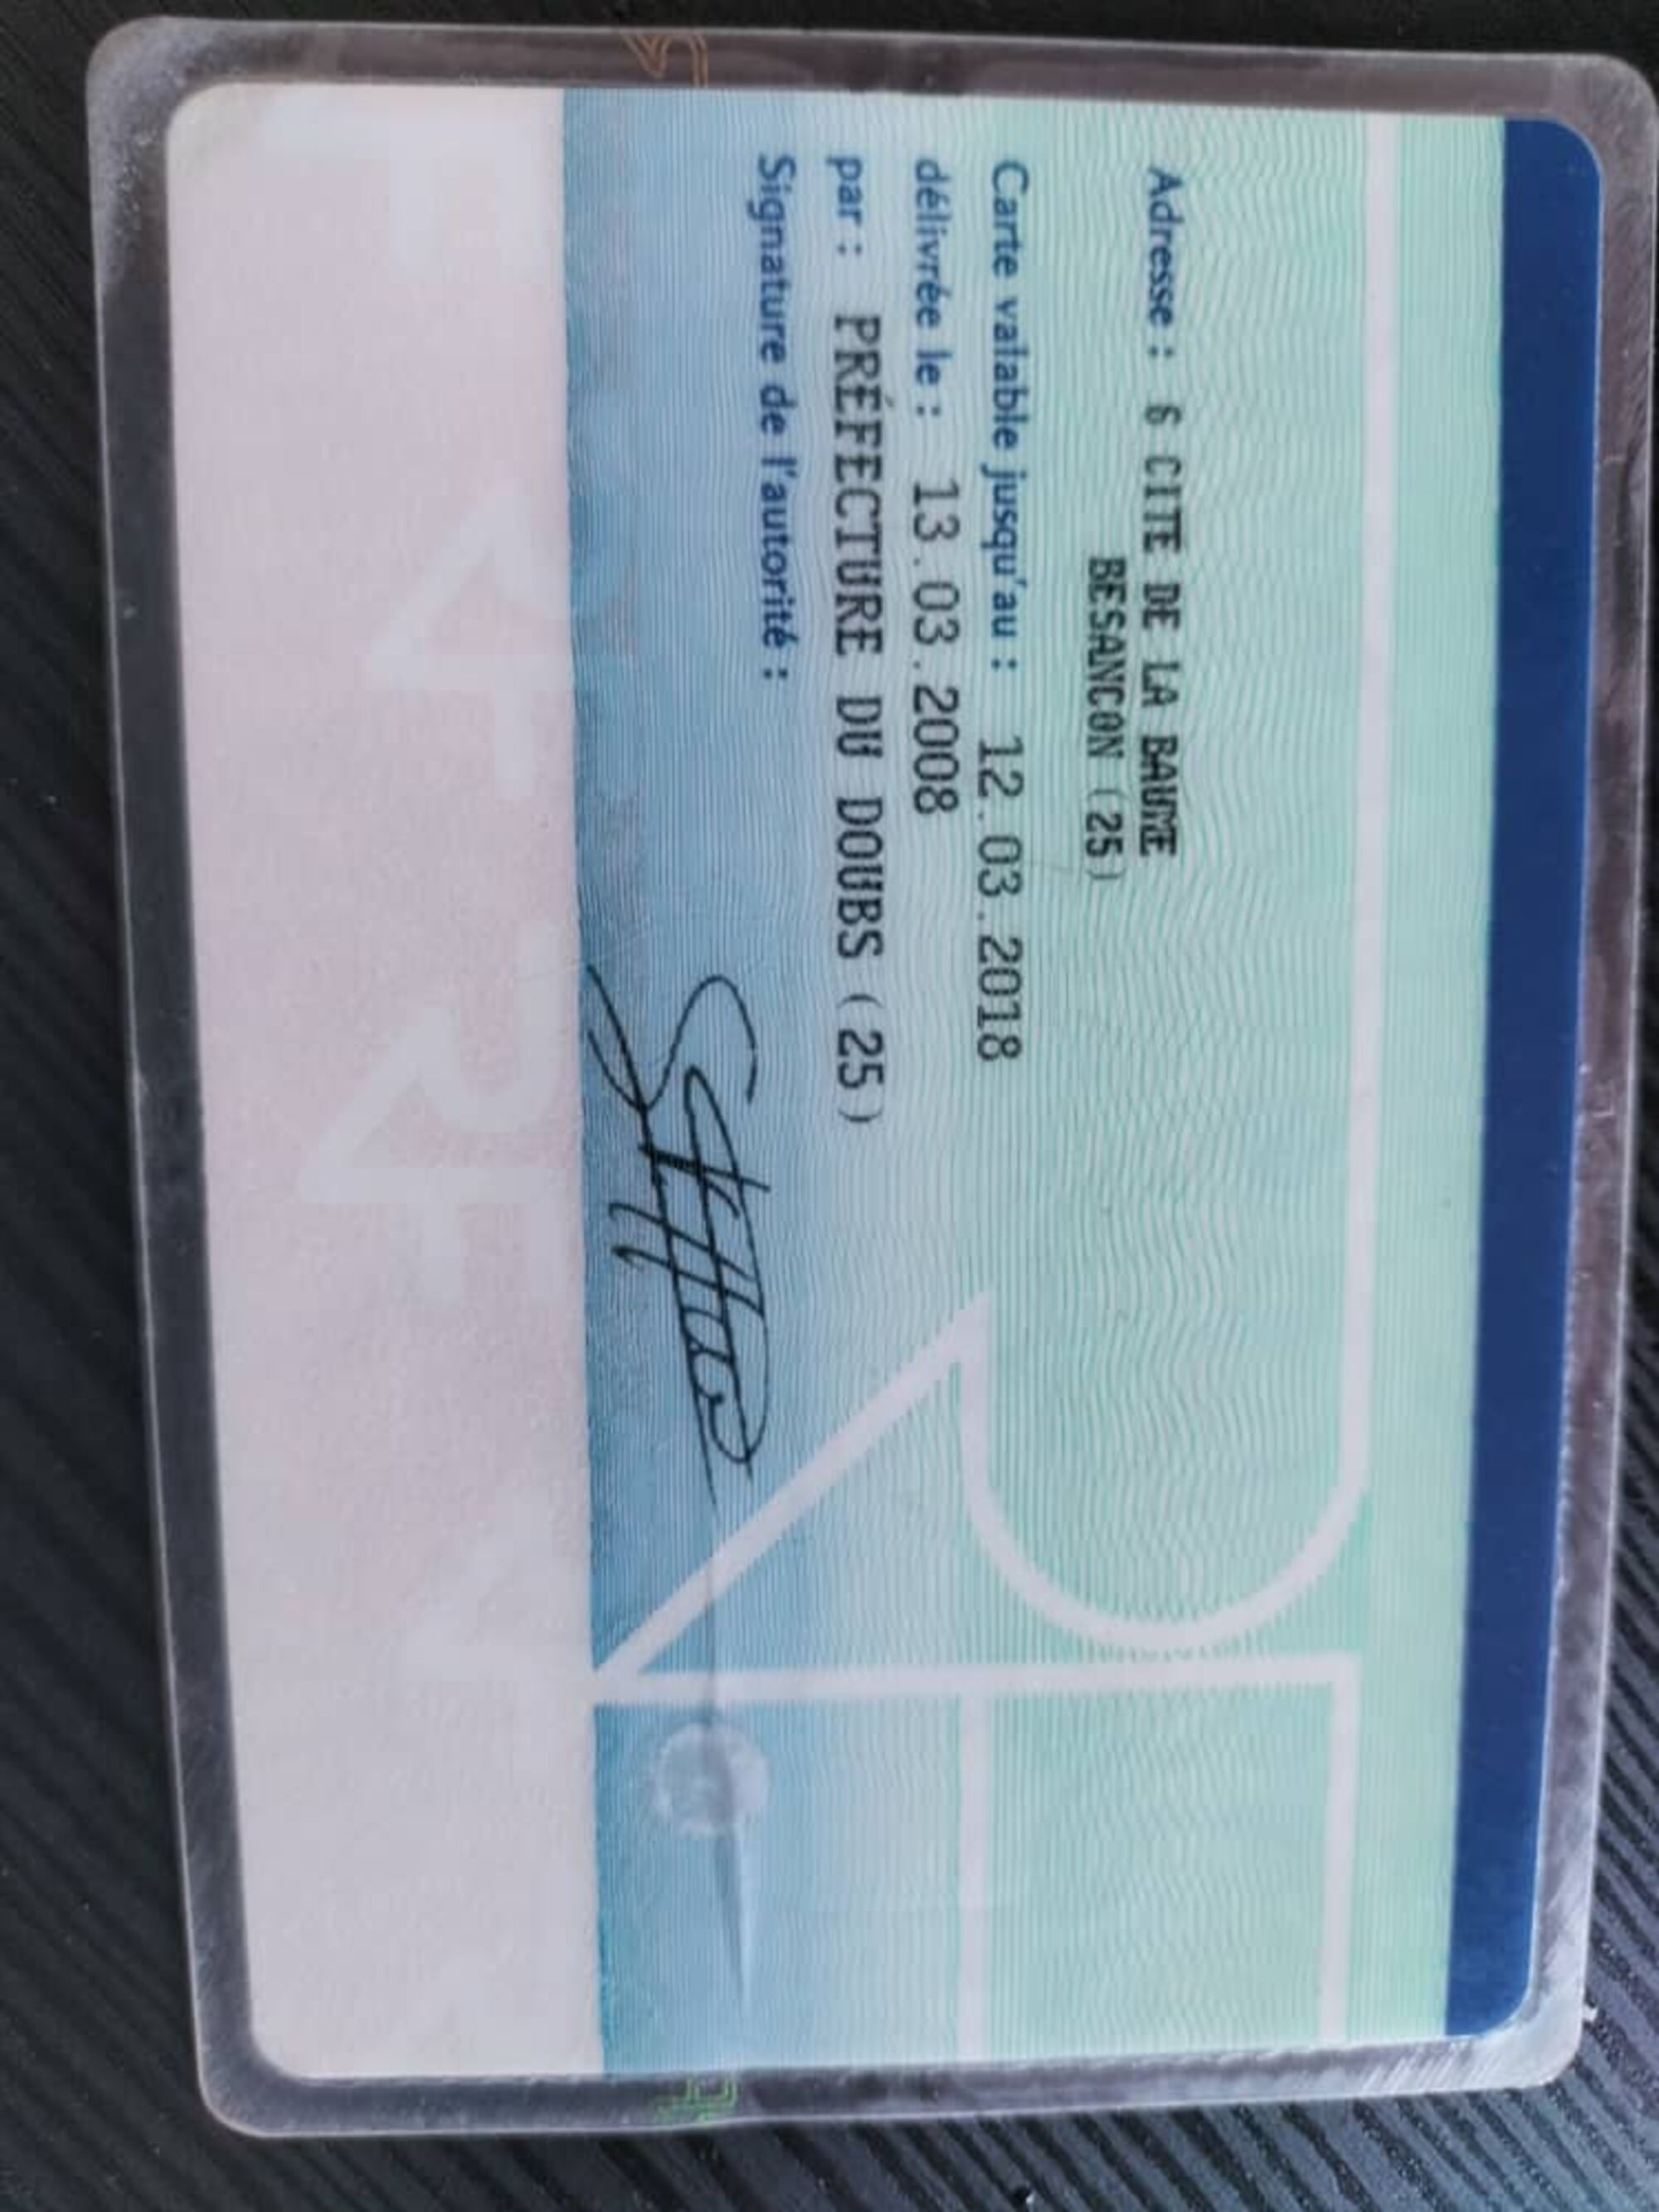 Adresse : 6 CITE DE LA BAUME
BESANCON (25)
Carte valable jusqu'au : 12.03.2018
délivrée le : 13.03.2008
par : PRÉFECTURE DU DOUBS (25)
Signature de l'autorité :